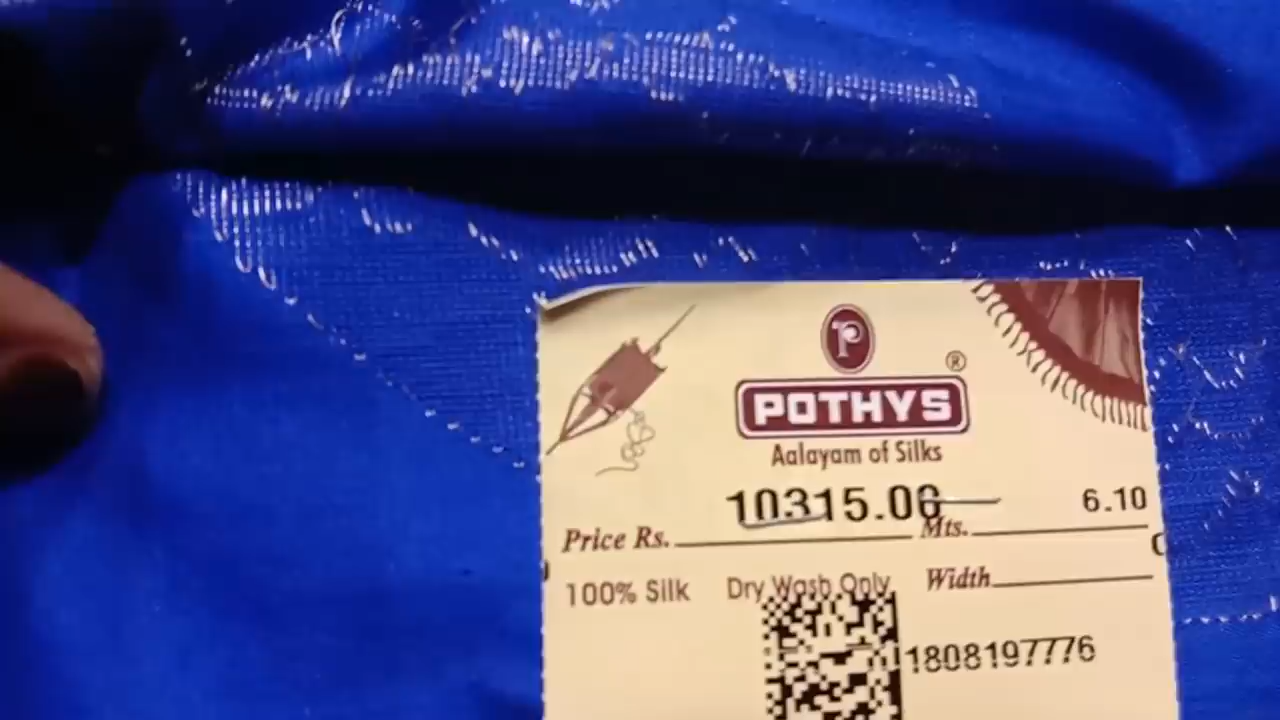 P
®
POTHYS
Aalayam of Silks
Price Rs. 10315.00 Mts. 6.10
100% Silk Dry Wash Only Width
1808197776